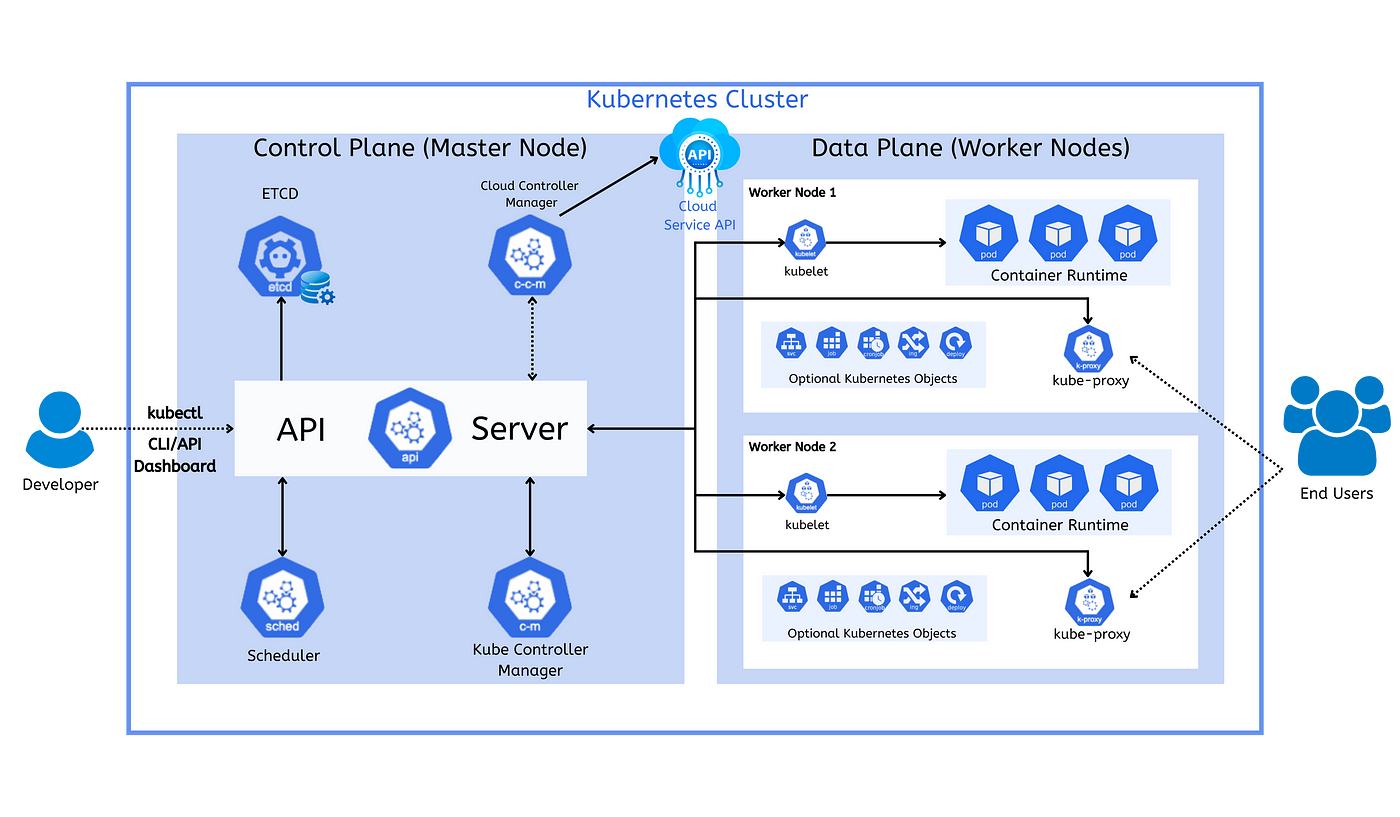 Kubernetes Cluster
Control Plane (Master Node)
ETCD
etcd
Cloud Controller
Manager
c-c-m
API
Cloud
Service API
Developer
kubectl
CLI/API
Dashboard
API
api
Server
sched
Scheduler
c-m
Kube Controller
Manager
Data Plane (Worker Nodes)
Worker Node 1
kubelet
kubelet
pod
pod
pod
Container Runtime
svc
job
cronjob
ing
deploy
Optional Kubernetes Objects
k-proxy
kube-proxy
Worker Node 2
kubelet
kubelet
pod
pod
pod
Container Runtime
svc
job
cronjob
ing
deploy
Optional Kubernetes Objects
k-proxy
kube-proxy
End Users